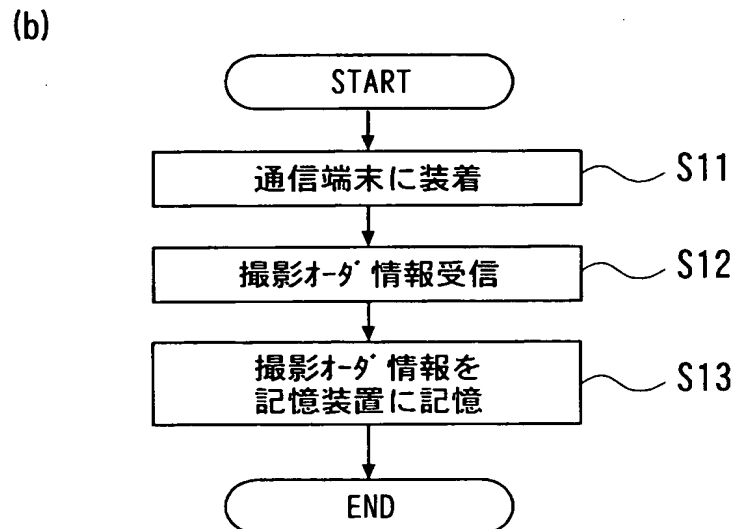 (b)
START
通信端末に装着
S11
撮影ｵｰﾀﾞ情報受信
S12
撮影ｵｰﾀﾞ情報を
記憶装置に記憶
S13
END